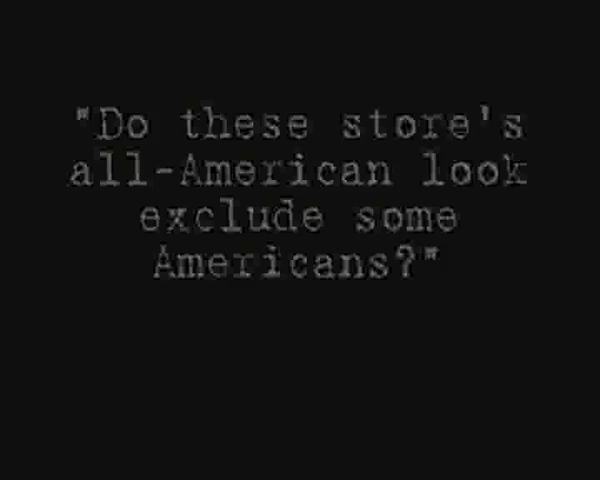 "Do these store's
all-American look
exclude some
Americans?"